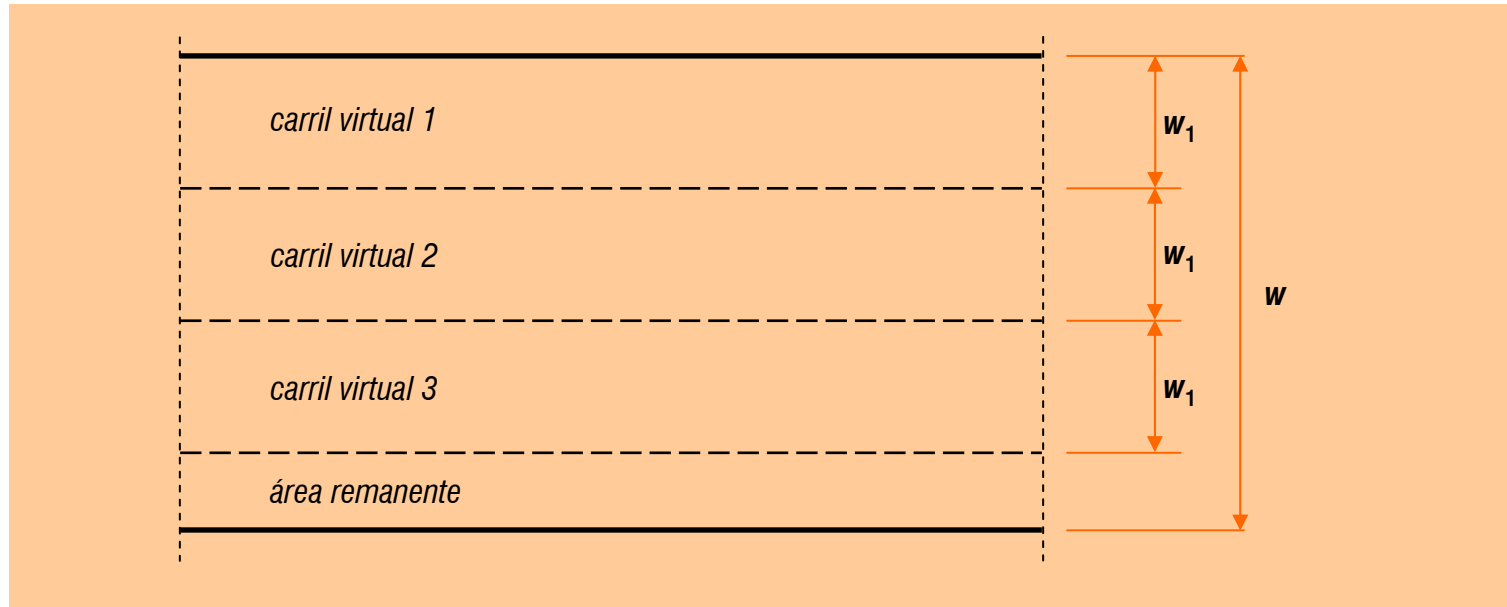 carril virtual 1
w₁
carril virtual 2
w₁
w
carril virtual 3
w₁
área remanente